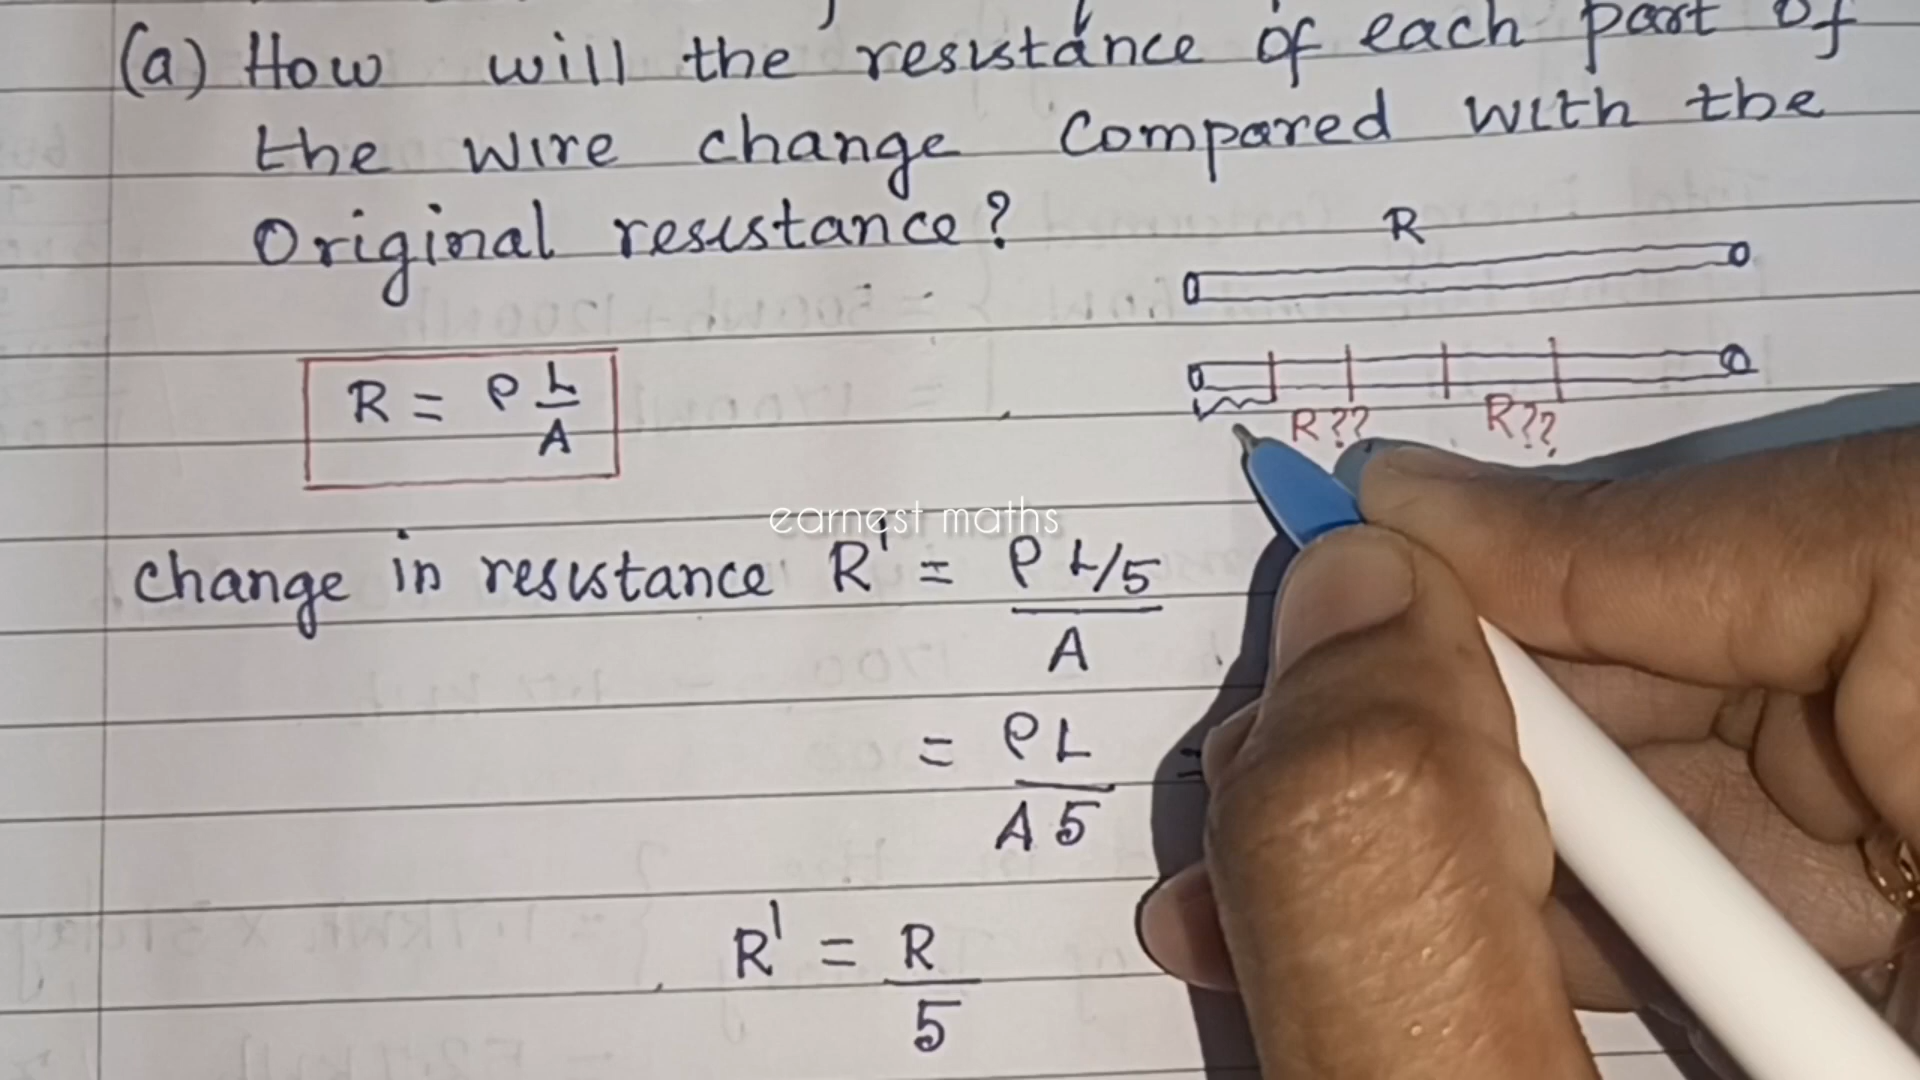 (a) How will the resistance of each part of
the wire change Compared with the
Original resistance?
R
R = ρ L/A
R?? R??
earnest maths
change in resistance R' = ρ L/5
A
= ρL =
A 5
R' = R
5